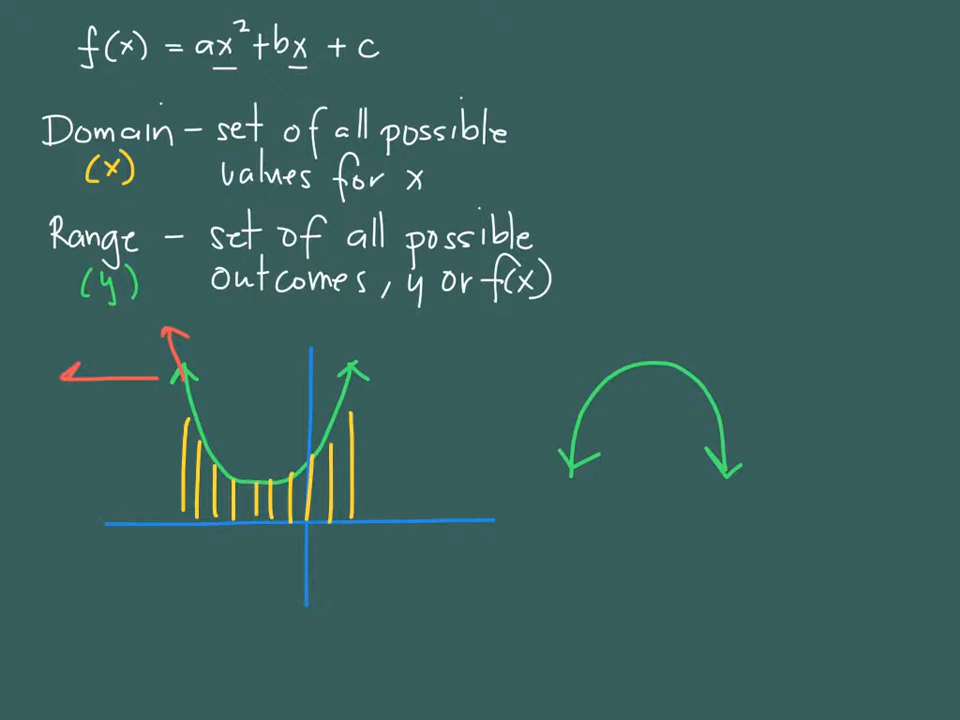 f(x) = ax²+bx + c
Domain - set of all possible
(x) values for x
Range - set of all possible
(y) outcomes, y or f(x)